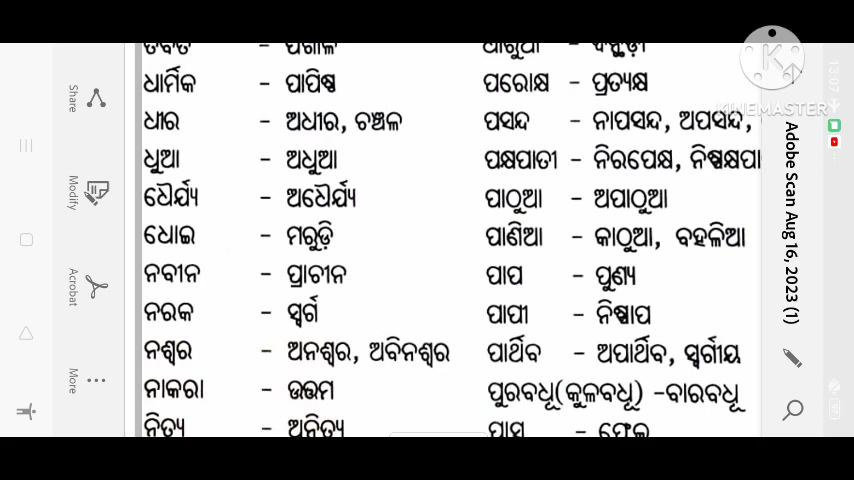 ଧାର୍ମିକ - ପାପିଷ୍ଠ
ଧୀର - ଅଧୀର, ଚଞ୍ଚଳ
ଧୁଆ - ଅଧୁଆ
ଧୈର୍ଯ୍ୟ - ଅଧୈର୍ଯ୍ୟ
ଧୋଇ - ମରୁଡ଼ି
ନବୀନ - ପ୍ରାଚୀନ
ନରକ - ସ୍ୱର୍ଗ
ନଶ୍ୱର - ଅନଶ୍ୱର, ଅବିନଶ୍ୱର
ନାକରା - ଉତ୍ତମ
ନିତ୍ୟ - ଅନିତ୍ୟ
ପରୋକ୍ଷ - ପ୍ରତ୍ୟକ୍ଷ
ପସନ୍ଦ - ନାପସନ୍ଦ, ଅପସନ୍ଦ,
ପକ୍ଷପାତୀ - ନିରପେକ୍ଷ, ନିଷ୍ପକ୍ଷପା
ପାଠୁଆ - ଅପାଠୁଆ
ପାଣିଆ - କାଠୁଆ, ବହଳିଆ
ପାପ - ପୁଣ୍ୟ
ପାପୀ - ନିଷ୍ପାପ
ପାର୍ଥିବ - ଅପାର୍ଥିବ, ସ୍ୱର୍ଗୀୟ
ପୁରବଧୂ(କୁଳବଧୂ) -ବାରବଧୂ
ପାସ୍ - ଫେଲ୍
Share
Modify
Acrobat
More
Adobe Scan Aug 16, 2023 (1)
13:07
KINEMASTER